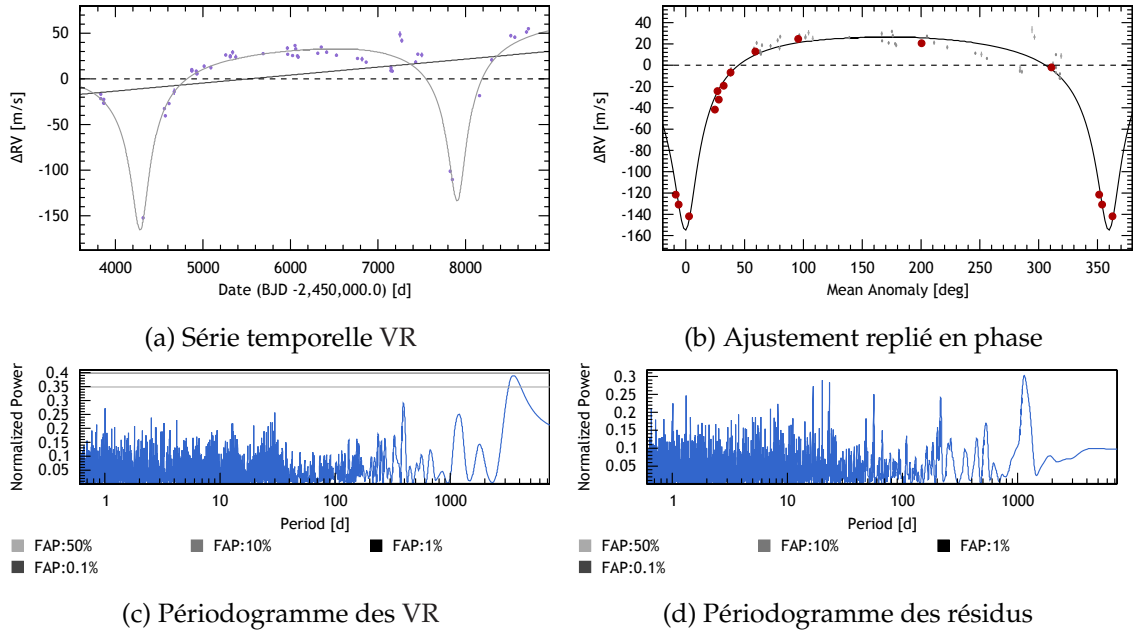 50
0
-50
-100
-150
ΔRV [m/s]
4000 5000 6000 7000 8000
Date (BJD -2,450,000.0) [d]
(a) Série temporelle VR
40
20
0
-20
-40
-60
-80
-100
-120
-140
-160
ΔRV [m/s]
0 50 100 150 200 250 300 350
Mean Anomaly [deg]
(b) Ajustement replié en phase
Normalized Power
0.4
0.35
0.3
0.25
0.2
0.15
0.1
0.05
1 10 100 1000
Period [d]
FAP:50% FAP:10% FAP:1%
FAP:0.1%
(c) Périodogramme des VR
Normalized Power
0.3
0.25
0.2
0.15
0.1
0.05
1 10 100 1000
Period [d]
FAP:50% FAP:10% FAP:1%
FAP:0.1%
(d) Périodogramme des résidus